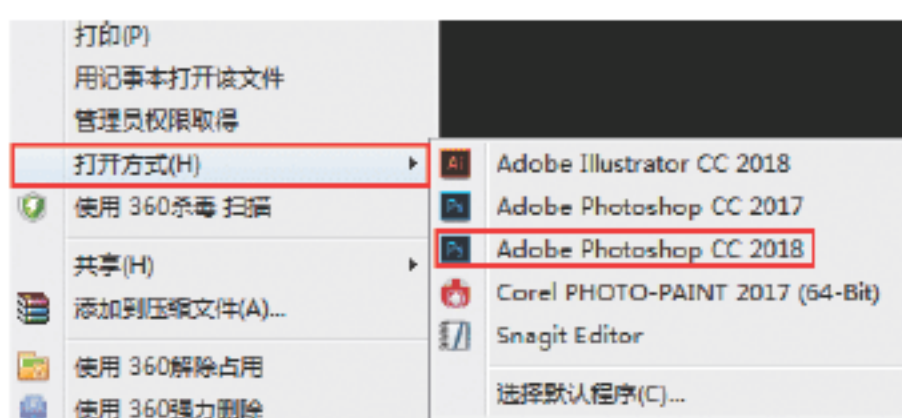 打印(P)
用记事本打开该文件
管理员权限取得
打开方式(H)
使用 360杀毒 扫描
共享(H)
添加到压缩文件(A)...
使用 360解除占用
使用 360强力删除
Ai Adobe Illustrator CC 2018
Ps Adobe Photoshop CC 2017
Ps Adobe Photoshop CC 2018
Corel PHOTO-PAINT 2017 (64-Bit)
Snagit Editor
选择默认程序(C)...